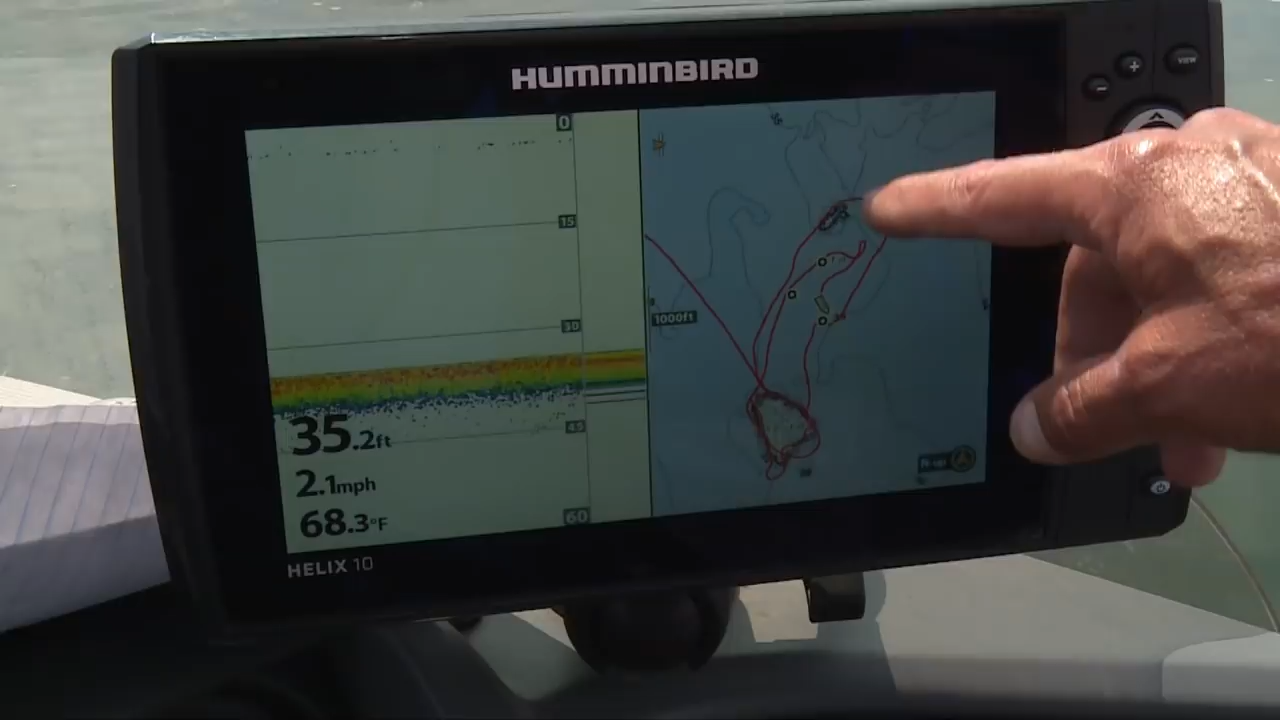 HUMMINBIRD
VIEW
0
15
30
45
60
1000ft
35.2ft
2.1mph
68.3°F
HELIX 10